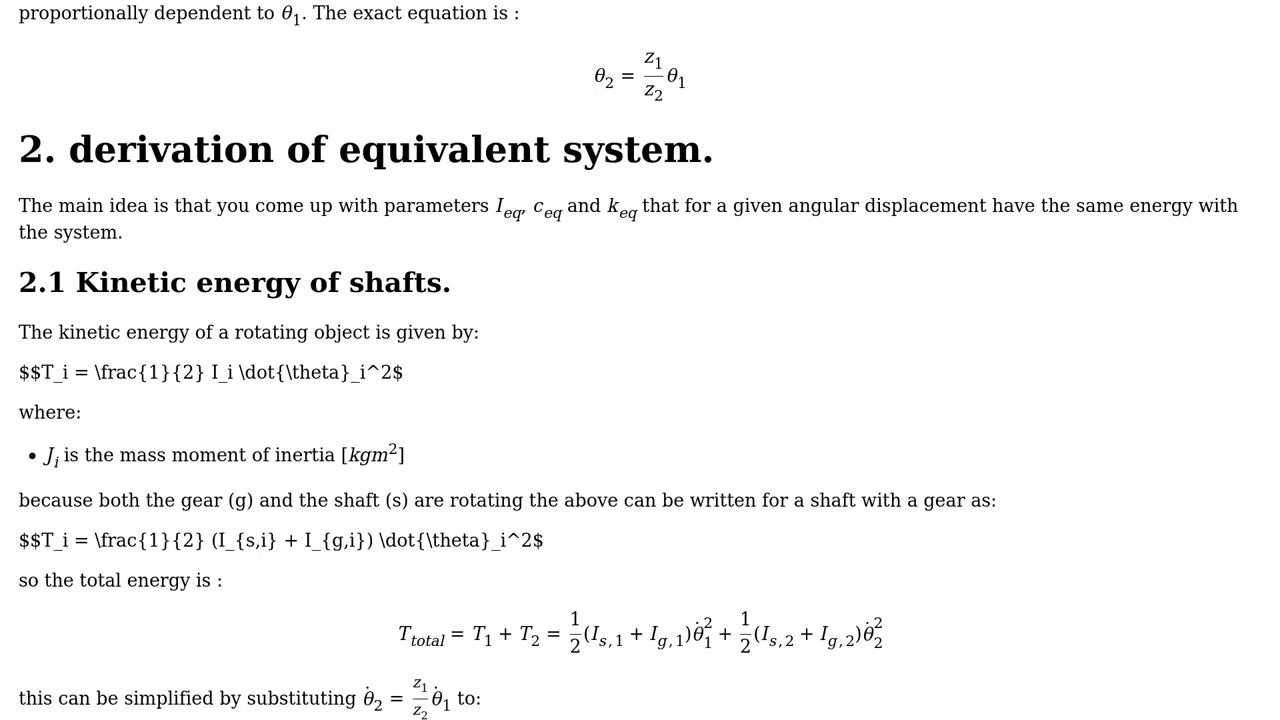 proportionally dependent to θ₁. The exact equation is :
θ₂ = z₁/z₂ θ₁
2. derivation of equivalent system.
The main idea is that you come up with parameters I_eq, c_eq and k_eq that for a given angular displacement have the same energy with
the system.
2.1 Kinetic energy of shafts.
The kinetic energy of a rotating object is given by:
$$T_i = \frac{1}{2} I_i \dot{\theta}_i^2$
where:
• J_i is the mass moment of inertia [kgm²]
because both the gear (g) and the shaft (s) are rotating the above can be written for a shaft with a gear as:
$$T_i = \frac{1}{2} (I_{s,i} + I_{g,i}) \dot{\theta}_i^2$
so the total energy is :
T_total = T₁ + T₂ = 1/2 (I_s,1 + I_g,1) θ̇₁² + 1/2 (I_s,2 + I_g,2) θ̇₂²
this can be simplified by substituting θ̇₂ = z₁/z₂ θ̇₁ to: